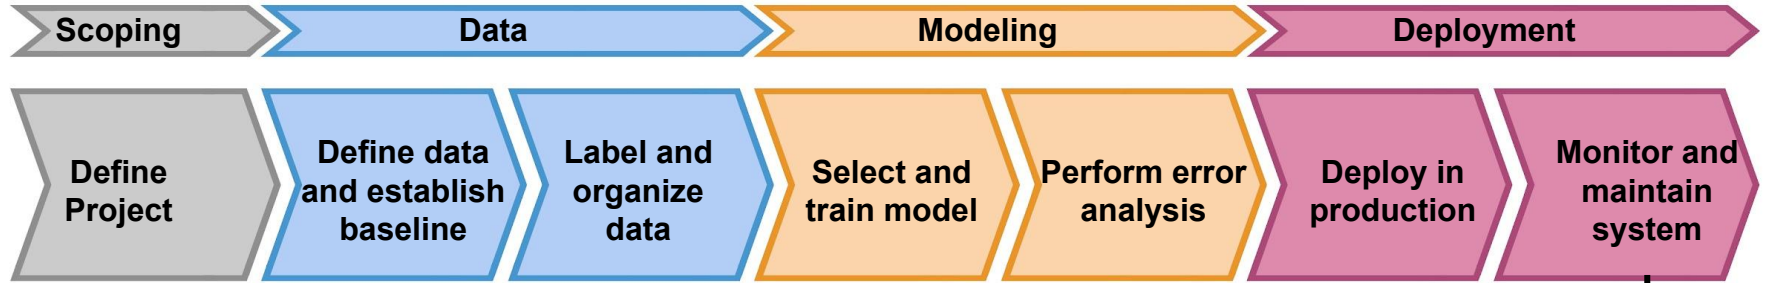 Scoping
Data
Modeling
Deployment
Define
Project
Define data
and establish
baseline
Label and
organize
data
Select and
train model
Perform error
analysis
Deploy in
production
Monitor and
maintain
system